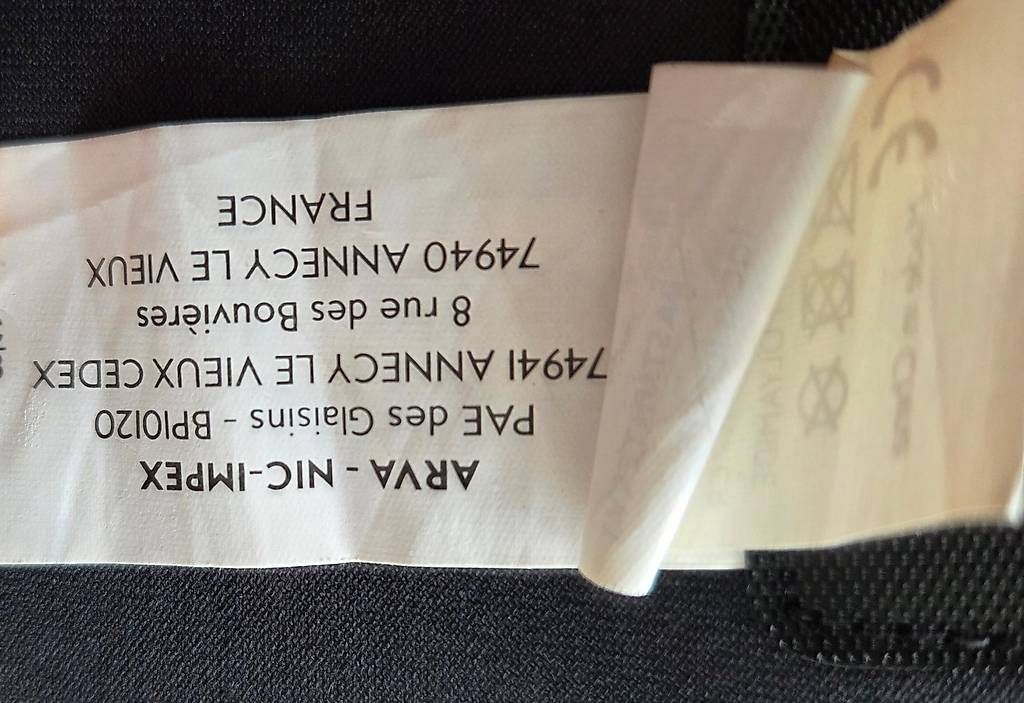 ARVA - NIC-IMPEX
PAE des Glaisins - BP10120
74941 ANNECY LE VIEUX CEDEX
8 rue des Bouvières
74940 ANNECY LE VIEUX
FRANCE
CE